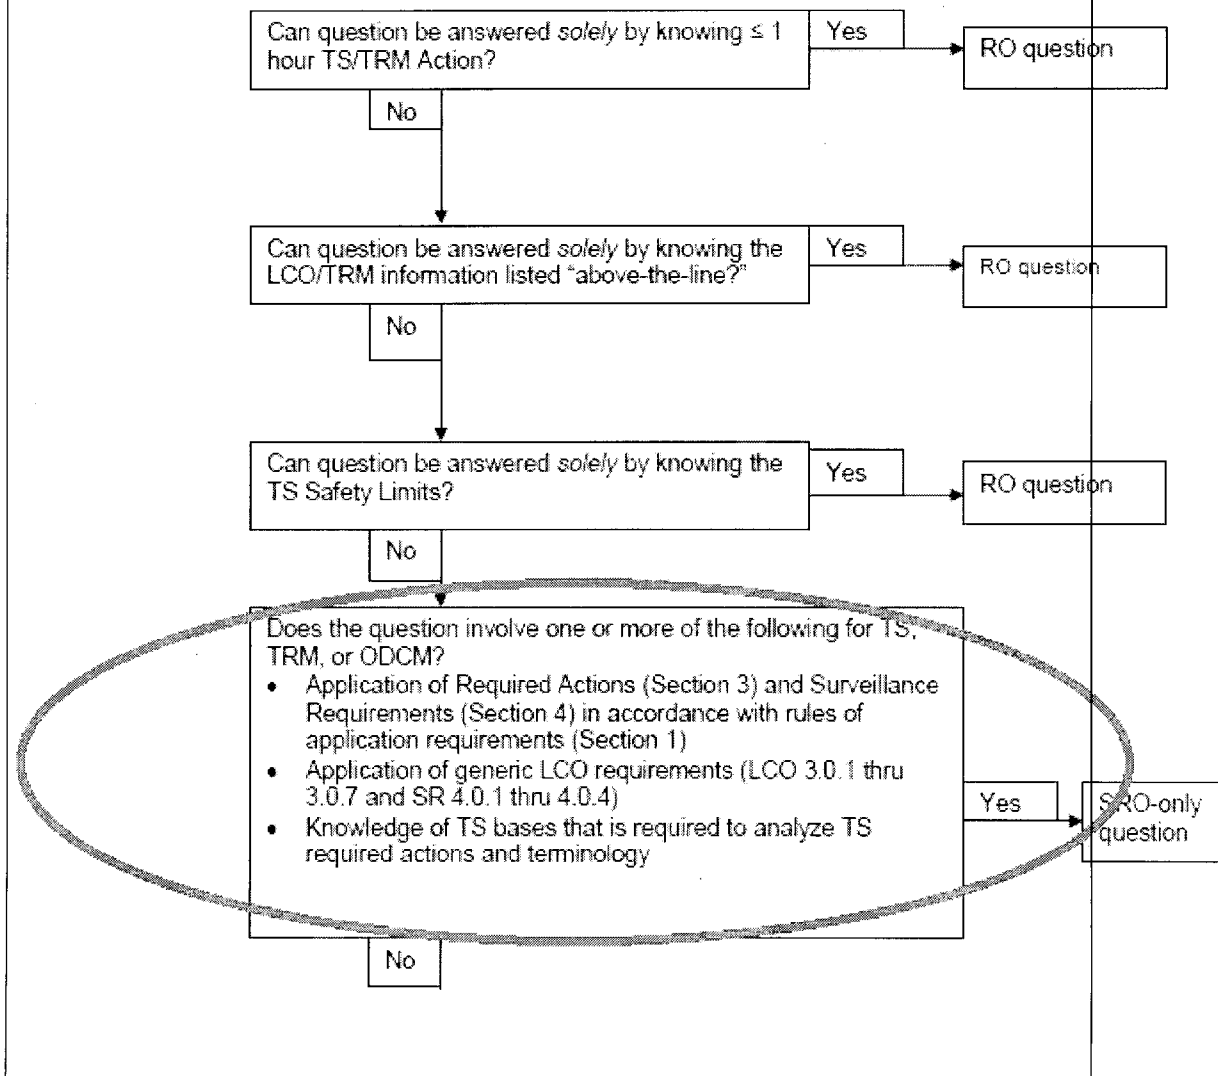 Can question be answered solely by knowing ≤ 1
hour TS/TRM Action?
Yes
RO question
No
Can question be answered solely by knowing the
LCO/TRM information listed "above-the-line?"
Yes
RO question
No
Can question be answered solely by knowing the
TS Safety Limits?
Yes
RO question
No
Does the question involve one or more of the following for TS,
TRM, or ODCM?
• Application of Required Actions (Section 3) and Surveillance
Requirements (Section 4) in accordance with rules of
application requirements (Section 1)
• Application of generic LCO requirements (LCO 3.0.1 thru
3.0.7 and SR 4.0.1 thru 4.0.4)
• Knowledge of TS bases that is required to analyze TS
required actions and terminology
Yes
SRO-only
question
No